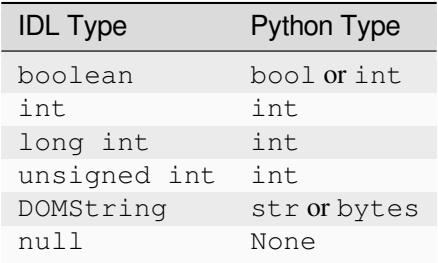 IDL Type Python Type
boolean bool or int
int int
long int int
unsigned int int
DOMString str or bytes
null None